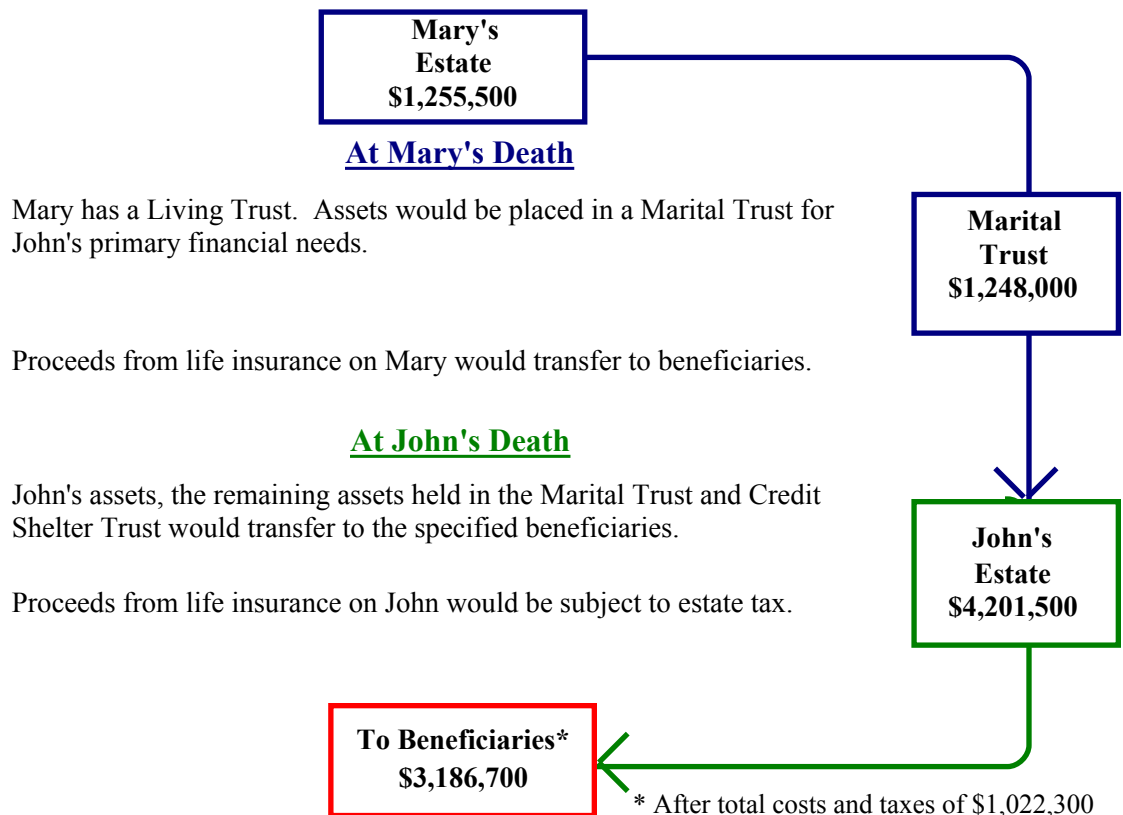 Mary's
Estate
$1,255,500
At Mary's Death
Mary has a Living Trust.  Assets would be placed in a Marital Trust for
John's primary financial needs.
Marital
Trust
$1,248,000
Proceeds from life insurance on Mary would transfer to beneficiaries.
At John's Death
John's assets, the remaining assets held in the Marital Trust and Credit
Shelter Trust would transfer to the specified beneficiaries.
John's
Estate
$4,201,500
Proceeds from life insurance on John would be subject to estate tax.
To Beneficiaries*
$3,186,700
* After total costs and taxes of $1,022,300